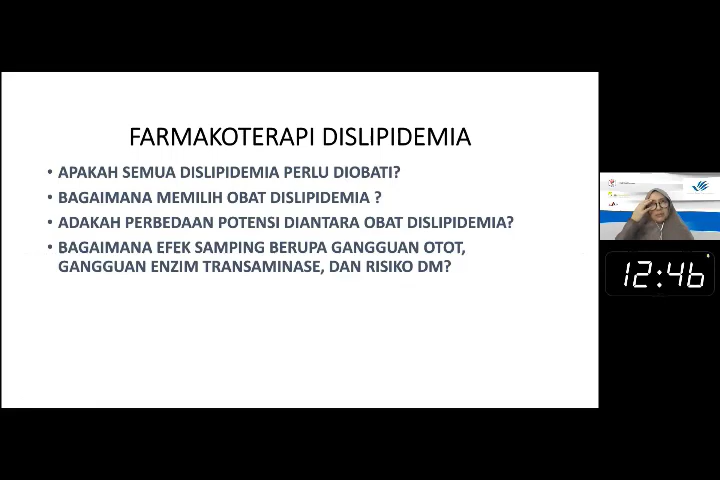 FARMAKOTERAPI DISLIPIDEMIA
• APAKAH SEMUA DISLIPIDEMIA PERLU DIOBATI?
• BAGAIMANA MEMILIH OBAT DISLIPIDEMIA ?
• ADAKAH PERBEDAAN POTENSI DIANTARA OBAT DISLIPIDEMIA?
• BAGAIMANA EFEK SAMPING BERUPA GANGGUAN OTOT,
GANGGUAN ENZIM TRANSAMINASE, DAN RISIKO DM?
12:46